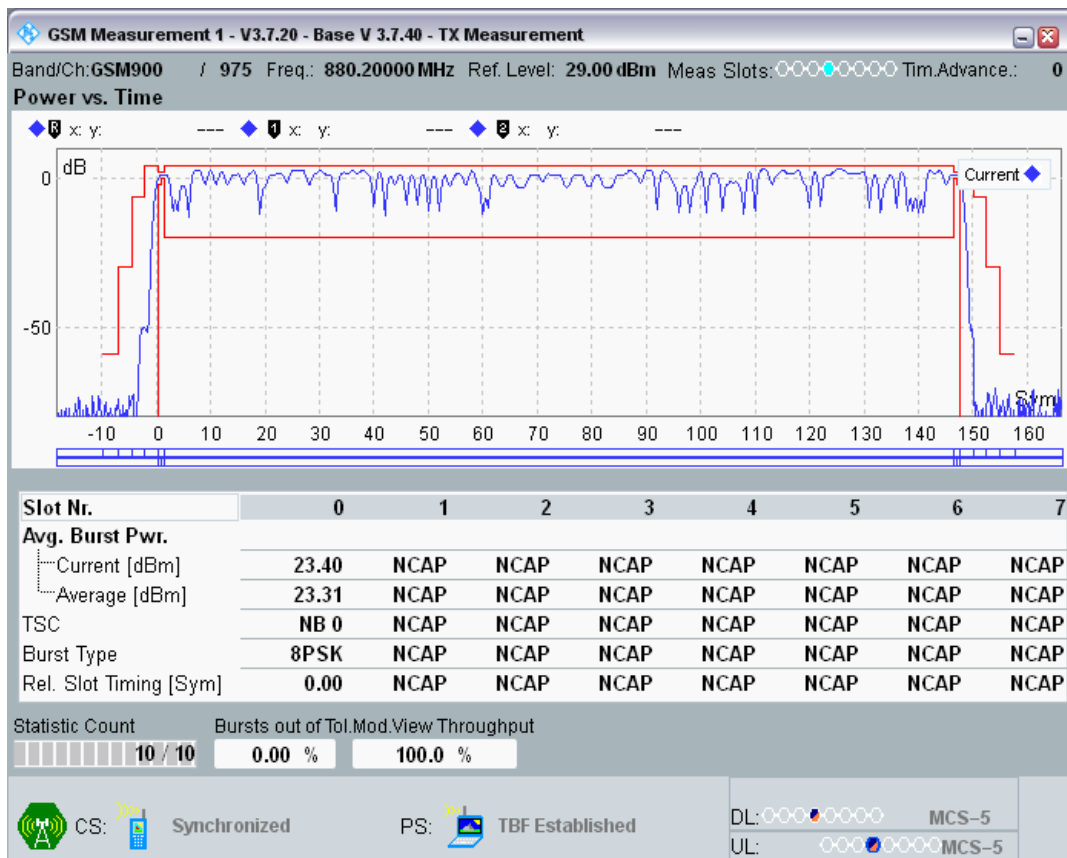 GSM Measurement 1 - V3.7.20 - Base V 3.7.40 - TX Measurement
Band/Ch:GSM900 / 975 Freq.: 880.20000 MHz Ref. Level: 29.00 dBm Meas Slots: Tim.Advance.: 0
Power vs. Time
R x: y: --- 1 x: y: --- 2 x: y: ---
dB
Current
0
-50
Sym
-10 0 10 20 30 40 50 60 70 80 90 100 110 120 130 140 150 160
Slot Nr. 0 1 2 3 4 5 6 7
Avg. Burst Pwr.
Current [dBm] 23.40 NCAP NCAP NCAP NCAP NCAP NCAP NCAP
Average [dBm] 23.31 NCAP NCAP NCAP NCAP NCAP NCAP NCAP
TSC NB 0 NCAP NCAP NCAP NCAP NCAP NCAP NCAP
Burst Type 8PSK NCAP NCAP NCAP NCAP NCAP NCAP NCAP
Rel. Slot Timing [Sym] 0.00 NCAP NCAP NCAP NCAP NCAP NCAP NCAP
Statistic Count Bursts out of Tol.Mod.View Throughput
10 / 10 0.00 % 100.0 %
CS: Synchronized PS: TBF Established DL: MCS-5
UL: MCS-5